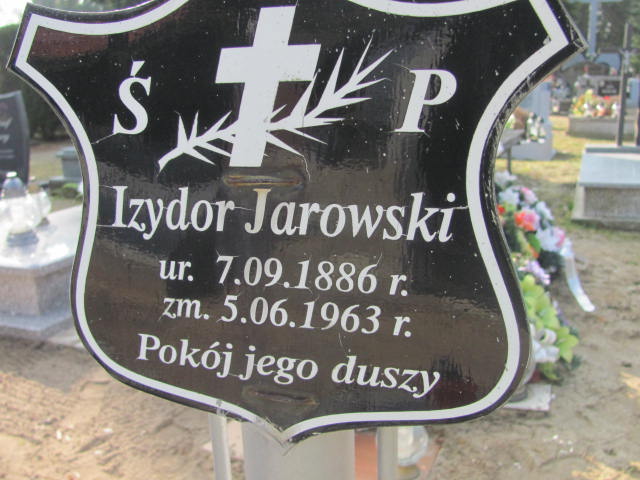 Ś P
Izydor Jarowski
ur. 7.09.1886 r.
zm. 5.06.1963 r.
Pokój jego duszy